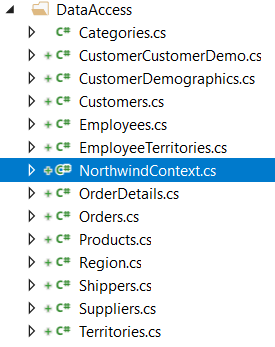 DataAccess
C# Categories.cs
+ C# CustomerCustomerDemo.cs
+ C# CustomerDemographics.cs
+ C# Customers.cs
+ C# Employees.cs
+ C# EmployeeTerritories.cs
+ C# NorthwindContext.cs
+ C# OrderDetails.cs
+ C# Orders.cs
+ C# Products.cs
+ C# Region.cs
+ C# Shippers.cs
+ C# Suppliers.cs
+ C# Territories.cs